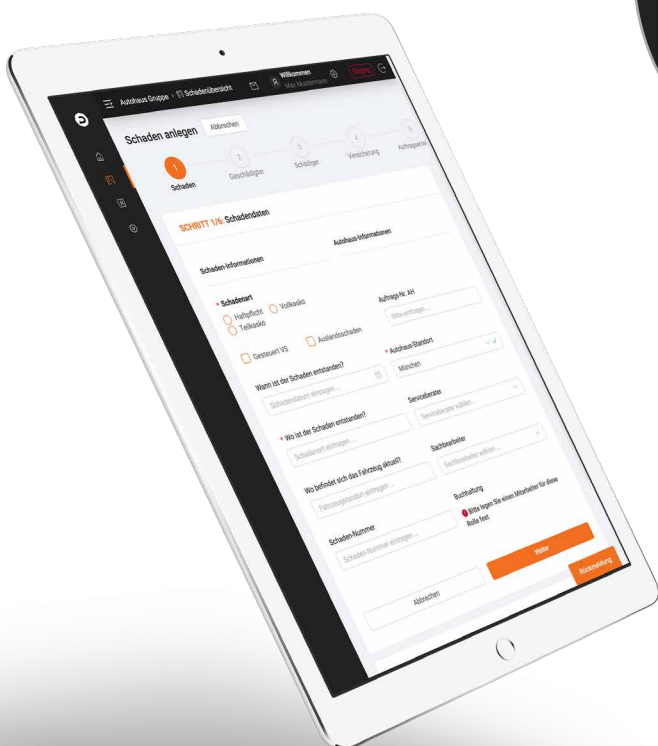 Autohaus Gruppe > Schadenübersicht
Willkommen
Max Mustermann
Staging
Schaden anlegen
Abbrechen
1
2
3
4
5
Schaden
Geschädigter
Schädiger
Versicherung
SCHRITT 1/6: Schadendaten
Schaden-Informationen
Autohaus-Informationen
* Schadenart
Haftpflicht
Vollkasko
Teilkasko
Auftrags-Nr. AH
Bitte eintragen ...
Gesteuert VS
Auslandsschaden
Wann ist der Schaden entstanden?
Schadendatum eintragen ...
* Autohaus-Standort
München
* Wo ist der Schaden entstanden?
Schadenort eintragen ...
Serviceberater
Serviceberater wählen ...
Wo befindet sich das Fahrzeug aktuell?
Fahrzeugstandort eintragen ...
Sachbearbeiter
Sachbearbeiter wählen ...
Schaden-Nummer
Schaden-Nummer eintragen ...
Buchhaltung
Bitte legen Sie einen Mitarbeiter für diese
Rolle fest.
Abbrechen
Weiter
Rückmeldung